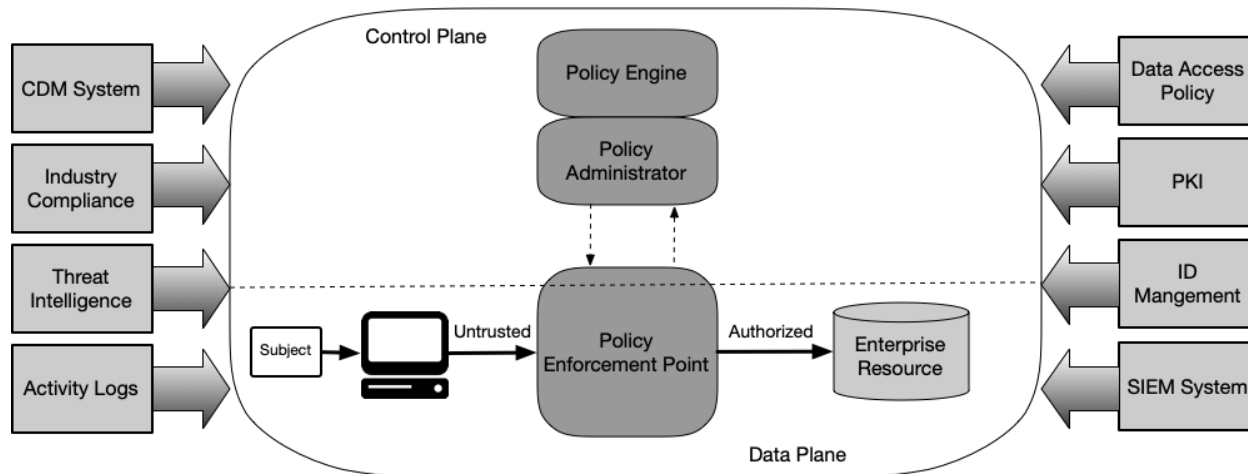 Control Plane
CDM System
Industry
Compliance
Threat
Intelligence
Activity Logs
Policy Engine
Policy
Administrator
Subject
Untrusted
Policy
Enforcement Point
Authorized
Enterprise
Resource
Data Plane
Data Access
Policy
PKI
ID
Mangement
SIEM System